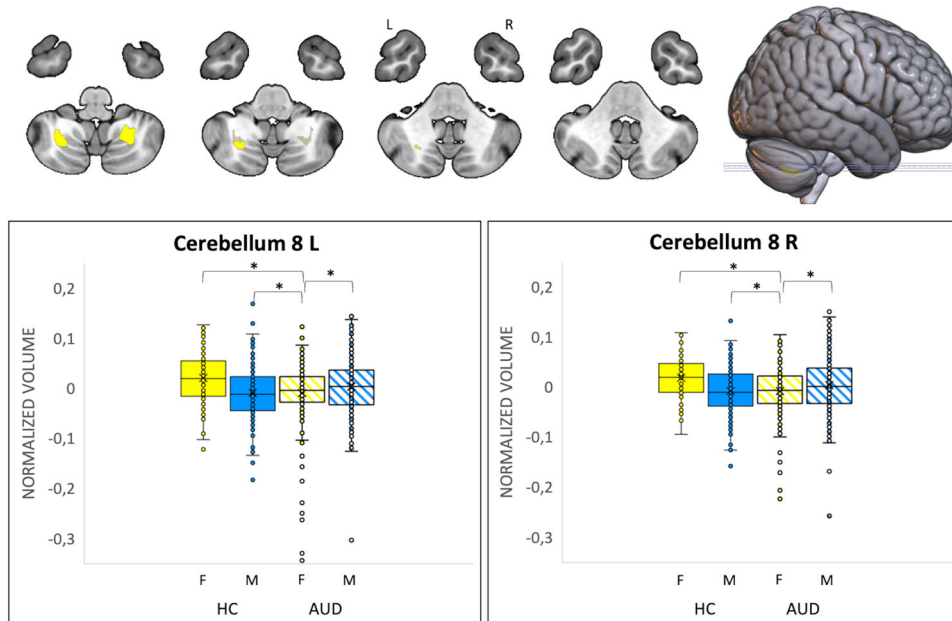 L R
Cerebellum 8 L
* * *
0,2
0,1
0
-0,1
-0,2
-0,3
NORMALIZED VOLUME
F M F M
HC AUD
Cerebellum 8 R
* * *
0,2
0,1
0
-0,1
-0,2
-0,3
NORMALIZED VOLUME
F M F M
HC AUD